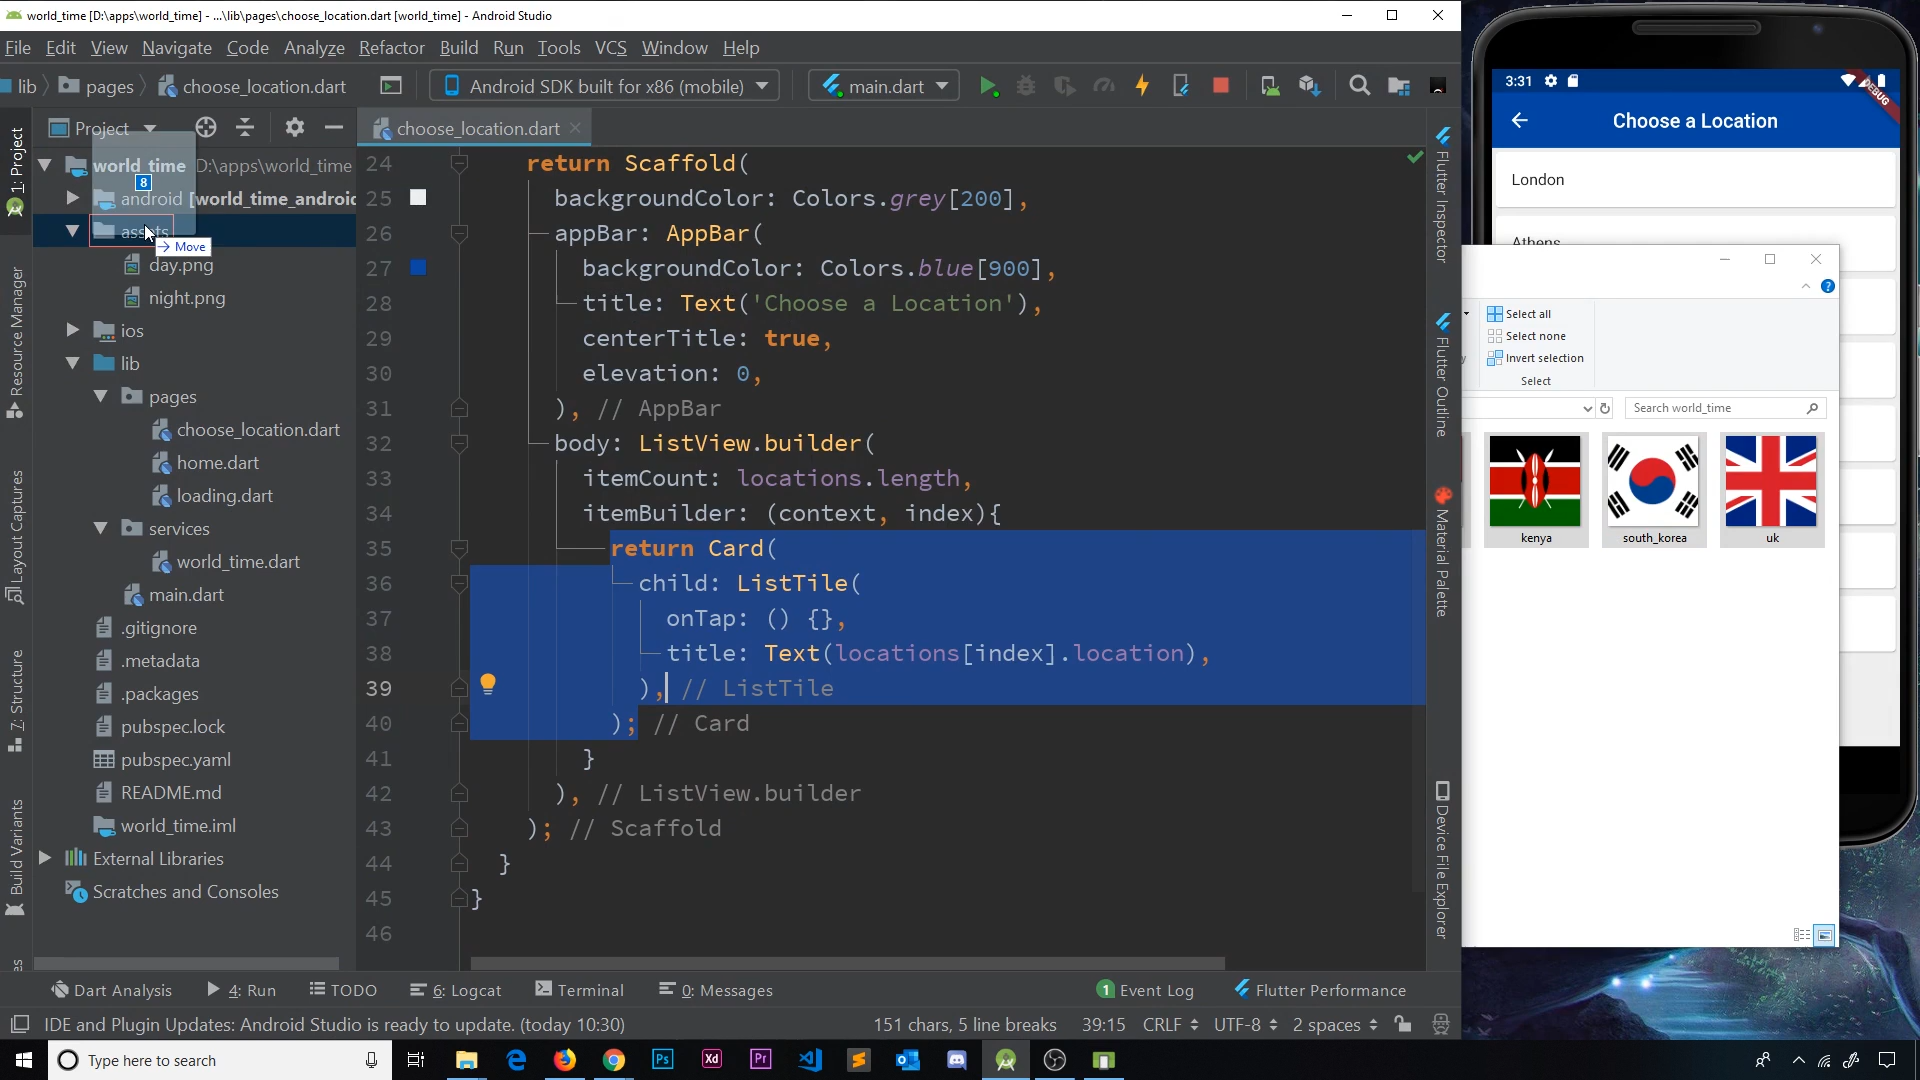 world_time [D:\apps\world_time] - ...\lib\pages\choose_location.dart [world_time] - Android Studio
File Edit View Navigate Code Analyze Refactor Build Run Tools VCS Window Help
lib pages choose_location.dart Android SDK built for x86 (mobile) main.dart
Project
choose_location.dart
1: Project
Resource Manager
Layout Captures
7: Structure
Build Variants
world_time D:\apps\world_time
8
android [world_time_android
assets
Move
day.png
night.png
ios
lib
pages
choose_location.dart
home.dart
loading.dart
services
world_time.dart
main.dart
.gitignore
.metadata
.packages
pubspec.lock
pubspec.yaml
README.md
world_time.iml
External Libraries
Scratches and Consoles
24 return Scaffold(
25 backgroundColor: Colors.grey[200],
26 appBar: AppBar(
27 backgroundColor: Colors.blue[900],
28 title: Text('Choose a Location'),
29 centerTitle: true,
30 elevation: 0,
31 ), // AppBar
32 body: ListView.builder(
33 itemCount: locations.length,
34 itemBuilder: (context, index){
35 return Card(
36 child: ListTile(
37 onTap: () {},
38 title: Text(locations[index].location),
39 ), // ListTile
40 ); // Card
41 }
42 ), // ListView.builder
43 ); // Scaffold
44 }
45 }
46
Flutter Inspector
Flutter Outline
Material Palette
Device File Explorer
Dart Analysis 4: Run TODO 6: Logcat Terminal 0: Messages 1 Event Log Flutter Performance
IDE and Plugin Updates: Android Studio is ready to update. (today 10:30) 151 chars, 5 line breaks 39:15 CRLF UTF-8 2 spaces
Type here to search
Ps
Xd
Pr
3:31
DEBUG
Choose a Location
London
Athens
Select all
Select none
Invert selection
Select
Search world_time
kenya south_korea uk